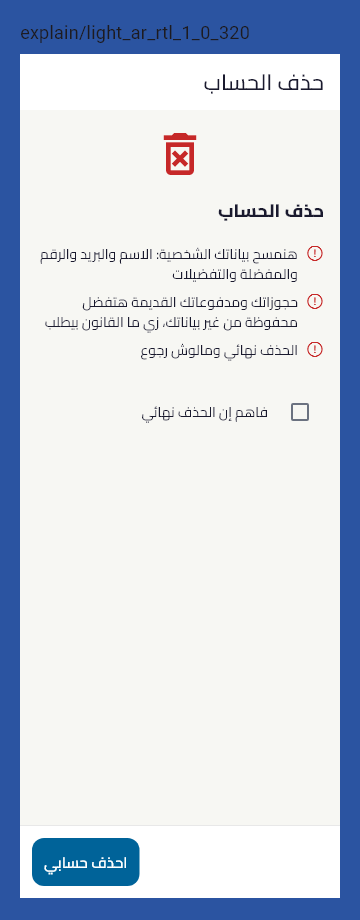 explain/light_ar_rtl_1_0_320
حذف الحساب
حذف الحساب
هنمسح بياناتك الشخصية: الاسم والبريد والرقم
والمفضلة والتفضيلات
حجوزاتك ومدفوعاتك القديمة هتفضل
محفوظة من غير بياناتك، زي ما القانون بيطلب
الحذف نهائي ومالوش رجوع
فاهم إن الحذف نهائي
احذف حسابي